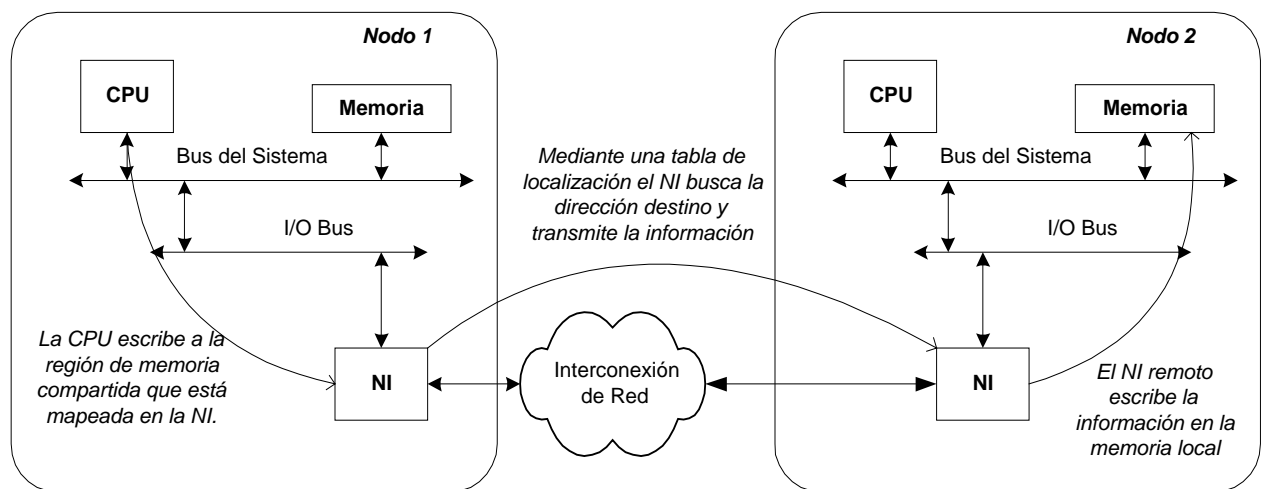 Nodo 1
CPU
Memoria
Bus del Sistema
I/O Bus
La CPU escribe a la
región de memoria
compartida que está
mapeada en la NI.
NI
Mediante una tabla de
localización el NI busca la
dirección destino y
transmite la información
Interconexión
de Red
Nodo 2
CPU
Memoria
Bus del Sistema
I/O Bus
NI
El NI remoto
escribe la
información en la
memoria local